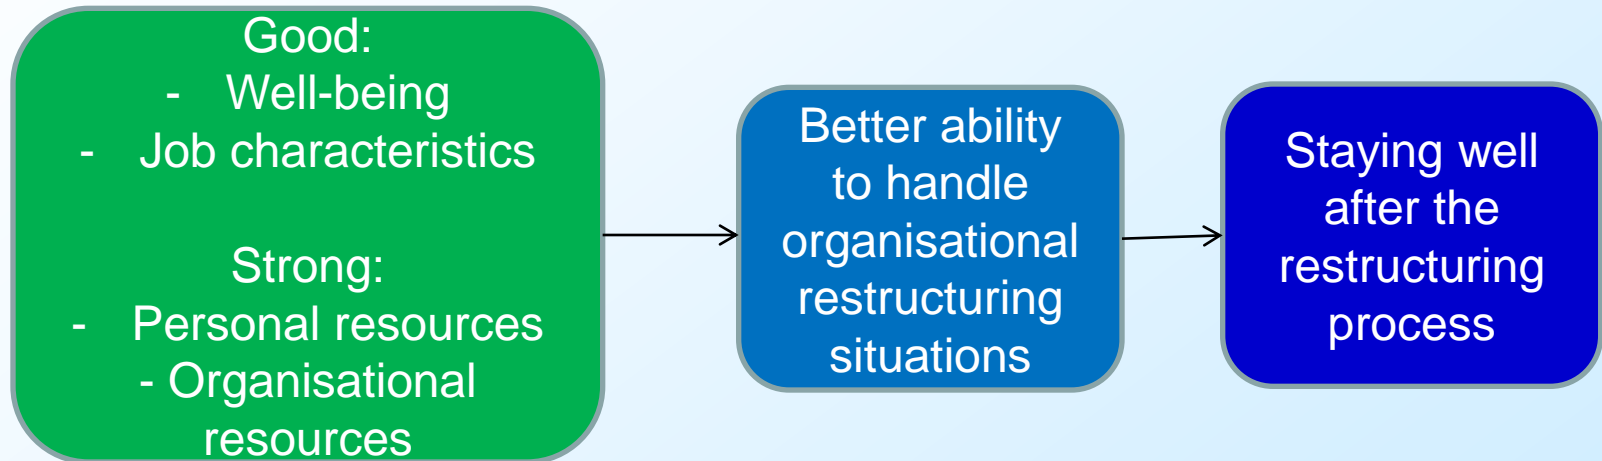 Good:
- Well-being
- Job characteristics
Strong:
- Personal resources
- Organisational
resources
Better ability
to handle
organisational
restructuring
situations
Staying well
after the
restructuring
process